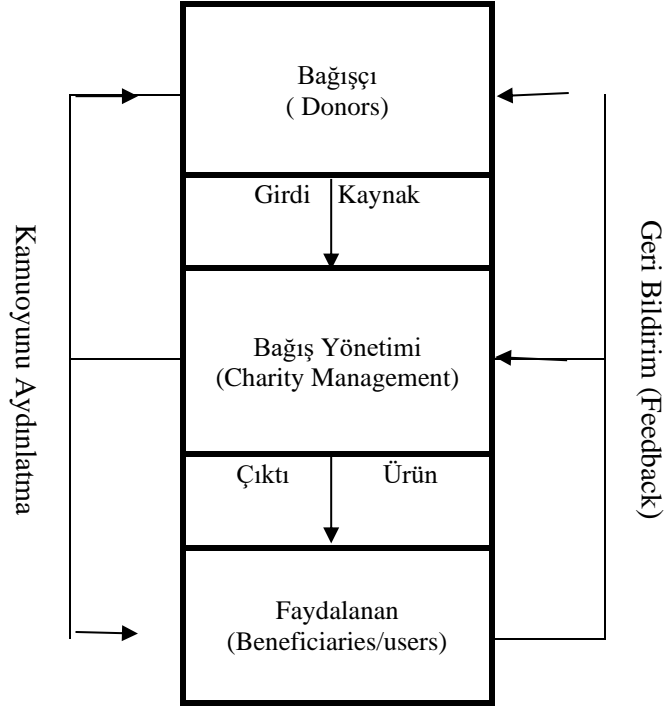 Bağışçı
( Donors)
Girdi Kaynak
Kamuoyunu Aydınlatma
Geri Bildirim (Feedback)
Bağış Yönetimi
(Charity Management)
Çıktı Ürün
Faydalanan
(Beneficiaries/users)